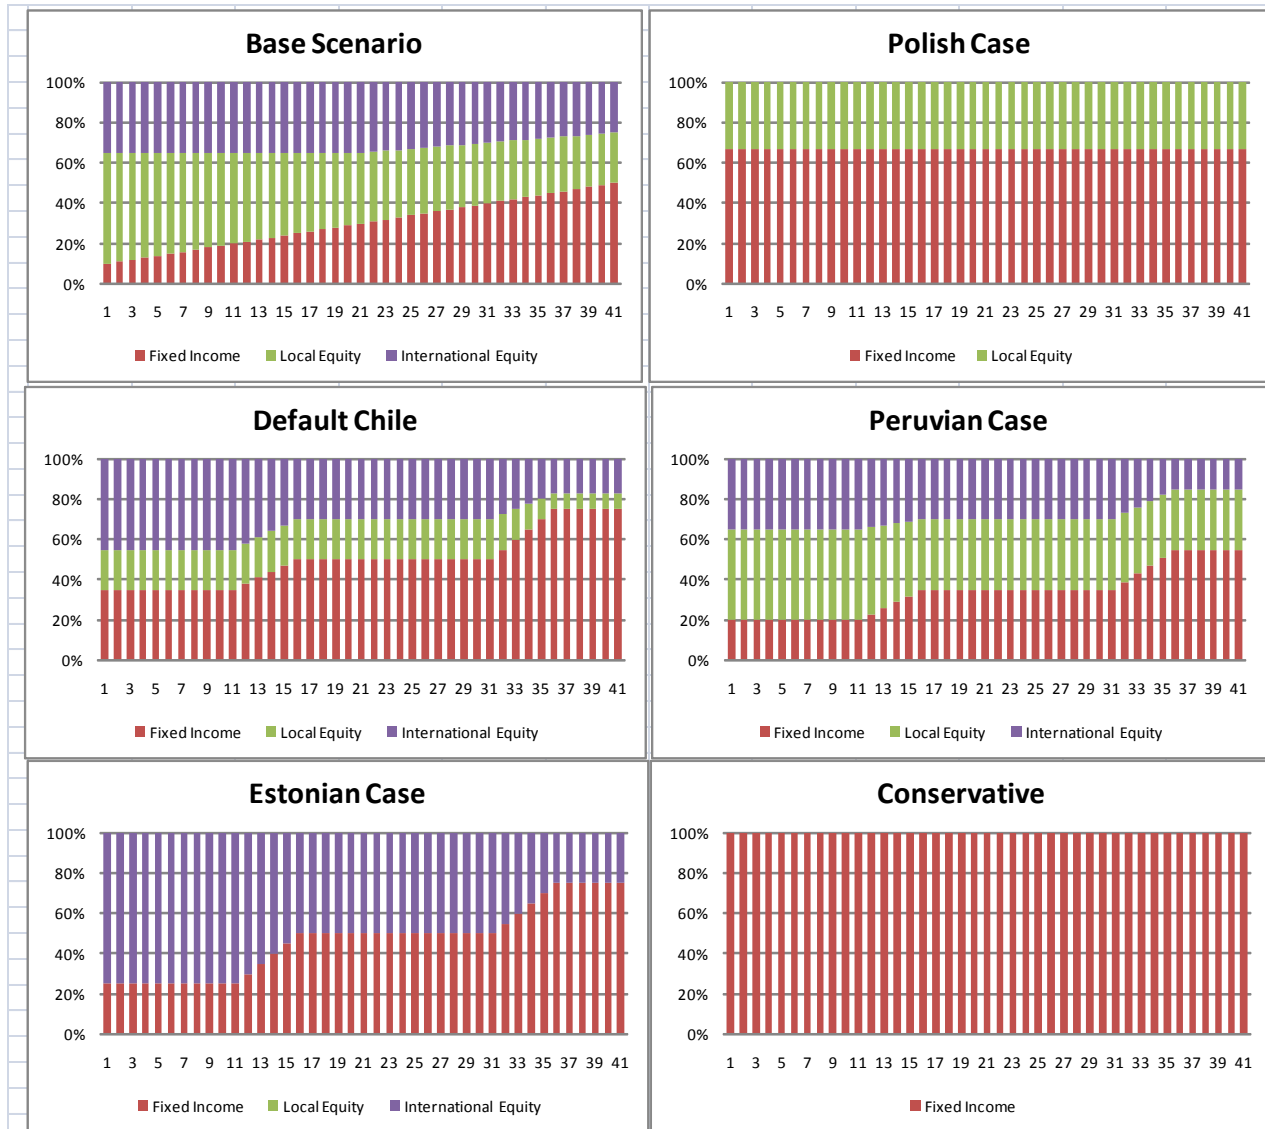 Base Scenario
100%
80%
60%
40%
20%
0%
1 3 5 7 9 11 13 15 17 19 21 23 25 27 29 31 33 35 37 39 41
Fixed Income Local Equity International Equity
Polish Case
100%
80%
60%
40%
20%
0%
1 3 5 7 9 11 13 15 17 19 21 23 25 27 29 31 33 35 37 39 41
Fixed Income Local Equity
Default Chile
100%
80%
60%
40%
20%
0%
1 3 5 7 9 11 13 15 17 19 21 23 25 27 29 31 33 35 37 39 41
Fixed Income Local Equity International Equity
Peruvian Case
100%
80%
60%
40%
20%
0%
1 3 5 7 9 11 13 15 17 19 21 23 25 27 29 31 33 35 37 39 41
Fixed Income Local Equity International Equity
Estonian Case
100%
80%
60%
40%
20%
0%
1 3 5 7 9 11 13 15 17 19 21 23 25 27 29 31 33 35 37 39 41
Fixed Income Local Equity International Equity
Conservative
100%
80%
60%
40%
20%
0%
1 3 5 7 9 11 13 15 17 19 21 23 25 27 29 31 33 35 37 39 41
Fixed Income